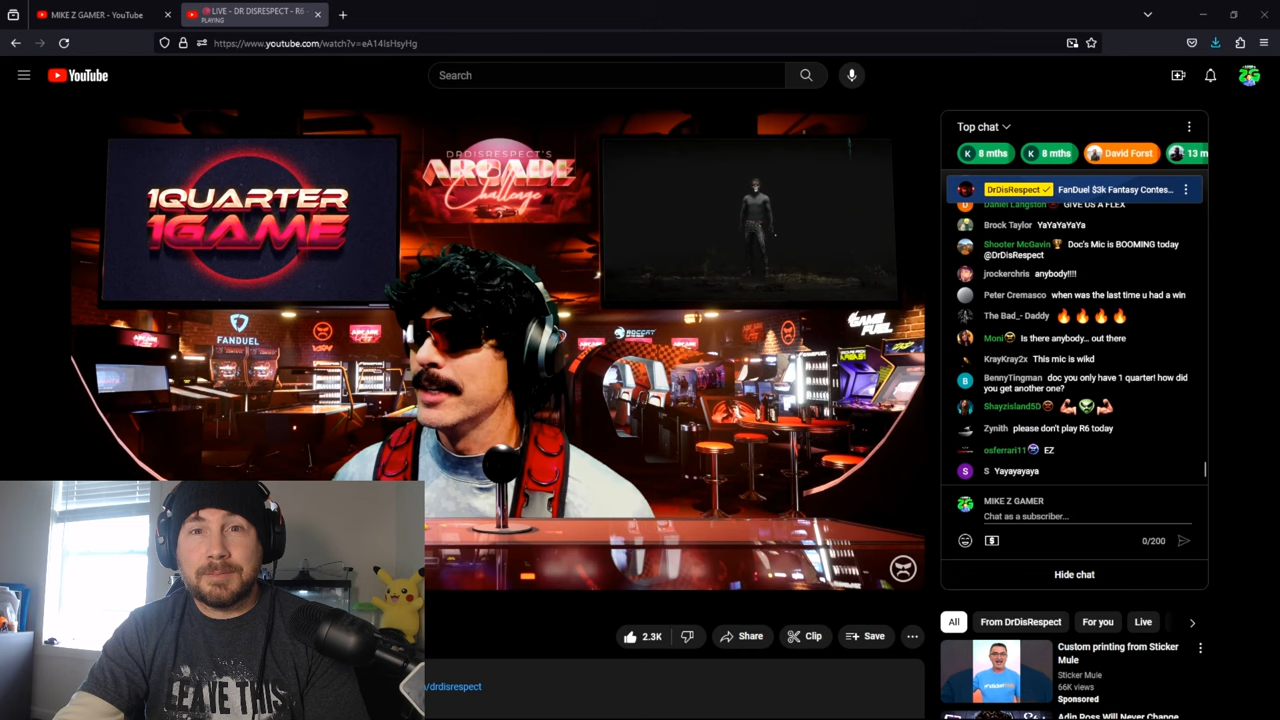 MIKE Z GAMER - YouTube
LIVE - DR DISRESPECT - R6 -
PLAYING
https://www.youtube.com/watch?v=eA14IsHsyHg
YouTube
Search
1QUARTER
1GAME
DRDISRESPECT'S
ARCADE
Challenge
FANDUEL
ROCCAT
GAME
FUEL
Top chat
K 8 mths
K 8 mths
David Forst
13 m
DrDisRespect FanDuel $3k Fantasy Contes...
Daniel Langston GIVE US A FLEX
Brock Taylor YaYaYaYaYa
Shooter McGavin Doc's Mic is BOOMING today
@DrDisRespect
jrockerchris anybody!!!!
Peter Cremasco when was the last time u had a win
The Bad_- Daddy
Moni Is there anybody... out there
KrayKray2x This mic is wikd
B BennyTingman doc you only have 1 quarter! how did
you get another one?
Shayzisland5D
Zynith please don't play R6 today
osferrari11 EZ
S S Yayayayaya
MIKE Z GAMER
Chat as a subscriber...
0/200
Hide chat
2.3K
Share
Clip
Save
/drdisrespect
All
From DrDisRespect
For you
Live
Custom printing from Sticker
Mule
Sticker Mule
66K views
Sponsored
Adin Ross Will Never Change
LEAVE THIS